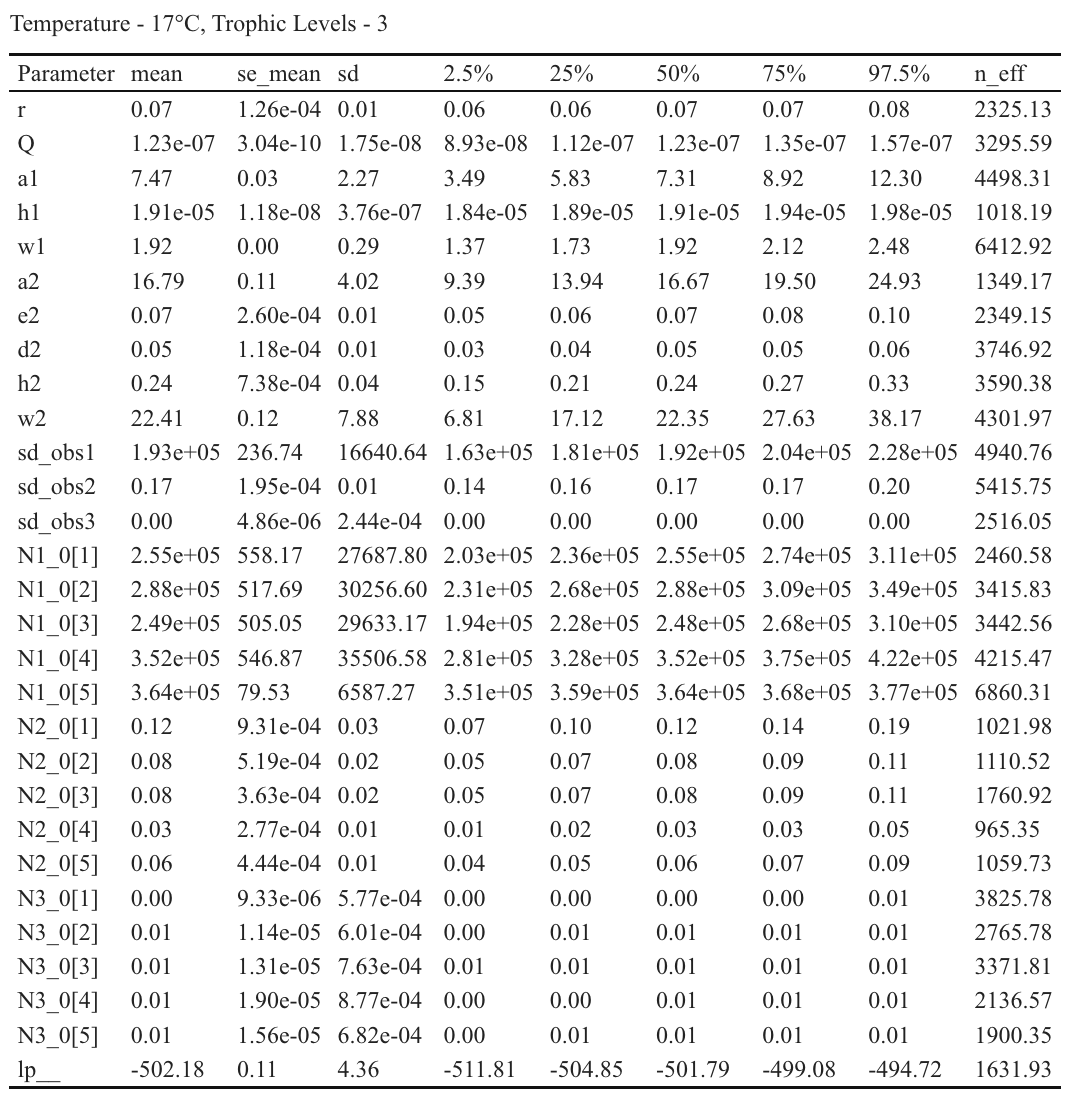 Temperature - 17°C, Trophic Levels - 3
Parameter mean se_mean sd 2.5% 25% 50% 75% 97.5% n_eff
r 0.07 1.26e-04 0.01 0.06 0.06 0.07 0.07 0.08 2325.13
Q 1.23e-07 3.04e-10 1.75e-08 8.93e-08 1.12e-07 1.23e-07 1.35e-07 1.57e-07 3295.59
a1 7.47 0.03 2.27 3.49 5.83 7.31 8.92 12.30 4498.31
h1 1.91e-05 1.18e-08 3.76e-07 1.84e-05 1.89e-05 1.91e-05 1.94e-05 1.98e-05 1018.19
w1 1.92 0.00 0.29 1.37 1.73 1.92 2.12 2.48 6412.92
a2 16.79 0.11 4.02 9.39 13.94 16.67 19.50 24.93 1349.17
e2 0.07 2.60e-04 0.01 0.05 0.06 0.07 0.08 0.10 2349.15
d2 0.05 1.18e-04 0.01 0.03 0.04 0.05 0.05 0.06 3746.92
h2 0.24 7.38e-04 0.04 0.15 0.21 0.24 0.27 0.33 3590.38
w2 22.41 0.12 7.88 6.81 17.12 22.35 27.63 38.17 4301.97
sd_obs1 1.93e+05 236.74 16640.64 1.63e+05 1.81e+05 1.92e+05 2.04e+05 2.28e+05 4940.76
sd_obs2 0.17 1.95e-04 0.01 0.14 0.16 0.17 0.17 0.20 5415.75
sd_obs3 0.00 4.86e-06 2.44e-04 0.00 0.00 0.00 0.00 0.00 2516.05
N1_0[1] 2.55e+05 558.17 27687.80 2.03e+05 2.36e+05 2.55e+05 2.74e+05 3.11e+05 2460.58
N1_0[2] 2.88e+05 517.69 30256.60 2.31e+05 2.68e+05 2.88e+05 3.09e+05 3.49e+05 3415.83
N1_0[3] 2.49e+05 505.05 29633.17 1.94e+05 2.28e+05 2.48e+05 2.68e+05 3.10e+05 3442.56
N1_0[4] 3.52e+05 546.87 35506.58 2.81e+05 3.28e+05 3.52e+05 3.75e+05 4.22e+05 4215.47
N1_0[5] 3.64e+05 79.53 6587.27 3.51e+05 3.59e+05 3.64e+05 3.68e+05 3.77e+05 6860.31
N2_0[1] 0.12 9.31e-04 0.03 0.07 0.10 0.12 0.14 0.19 1021.98
N2_0[2] 0.08 5.19e-04 0.02 0.05 0.07 0.08 0.09 0.11 1110.52
N2_0[3] 0.08 3.63e-04 0.02 0.05 0.07 0.08 0.09 0.11 1760.92
N2_0[4] 0.03 2.77e-04 0.01 0.01 0.02 0.03 0.03 0.05 965.35
N2_0[5] 0.06 4.44e-04 0.01 0.04 0.05 0.06 0.07 0.09 1059.73
N3_0[1] 0.00 9.33e-06 5.77e-04 0.00 0.00 0.00 0.00 0.01 3825.78
N3_0[2] 0.01 1.14e-05 6.01e-04 0.00 0.01 0.01 0.01 0.01 2765.78
N3_0[3] 0.01 1.31e-05 7.63e-04 0.01 0.01 0.01 0.01 0.01 3371.81
N3_0[4] 0.01 1.90e-05 8.77e-04 0.00 0.00 0.01 0.01 0.01 2136.57
N3_0[5] 0.01 1.56e-05 6.82e-04 0.00 0.01 0.01 0.01 0.01 1900.35
lp__ -502.18 0.11 4.36 -511.81 -504.85 -501.79 -499.08 -494.72 1631.93